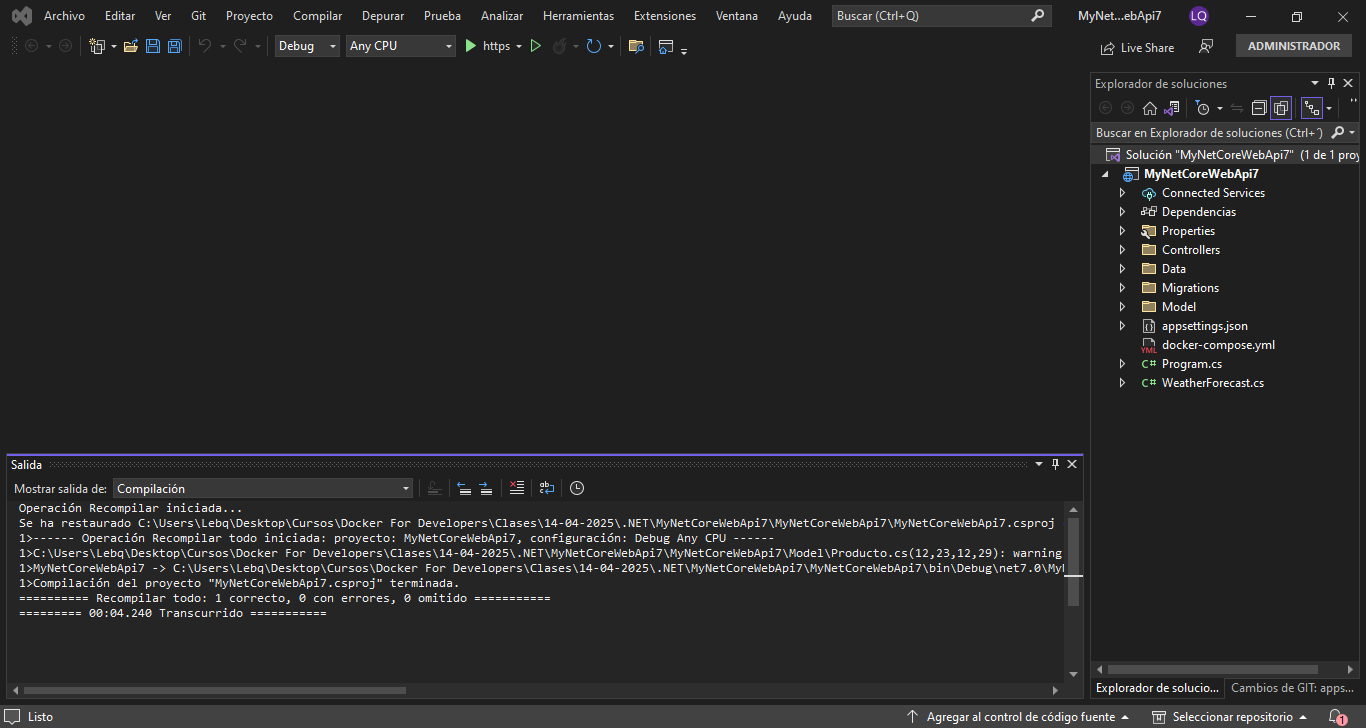 Archivo Editar Ver Git Proyecto Compilar Depurar Prueba Analizar Herramientas Extensiones Ventana Ayuda Buscar (Ctrl+Q) MyNet...ebApi7 LQ
Debug Any CPU https Live Share ADMINISTRADOR
Explorador de soluciones
Buscar en Explorador de soluciones (Ctrl+´)
Solución "MyNetCoreWebApi7" (1 de 1 proy
MyNetCoreWebApi7
Connected Services
Dependencias
Properties
Controllers
Data
Migrations
Model
appsettings.json
docker-compose.yml
C# Program.cs
C# WeatherForecast.cs
Salida
Mostrar salida de: Compilación
Operación Recompilar iniciada...
Se ha restaurado C:\Users\Lebq\Desktop\Cursos\Docker For Developers\Clases\14-04-2025\.NET\MyNetCoreWebApi7\MyNetCoreWebApi7\MyNetCoreWebApi7.csproj
1>------ Operación Recompilar todo iniciada: proyecto: MyNetCoreWebApi7, configuración: Debug Any CPU ------
1>C:\Users\Lebq\Desktop\Cursos\Docker For Developers\Clases\14-04-2025\.NET\MyNetCoreWebApi7\MyNetCoreWebApi7\Model\Producto.cs(12,23,12,29): warning
1>MyNetCoreWebApi7 -> C:\Users\Lebq\Desktop\Cursos\Docker For Developers\Clases\14-04-2025\.NET\MyNetCoreWebApi7\MyNetCoreWebApi7\bin\Debug\net7.0\My
1>Compilación del proyecto "MyNetCoreWebApi7.csproj" terminada.
========== Recompilar todo: 1 correcto, 0 con errores, 0 omitido ===========
========= 00:04.240 Transcurrido ===========
Explorador de solucio... Cambios de GIT: apps...
Listo Agregar al control de código fuente Seleccionar repositorio 1